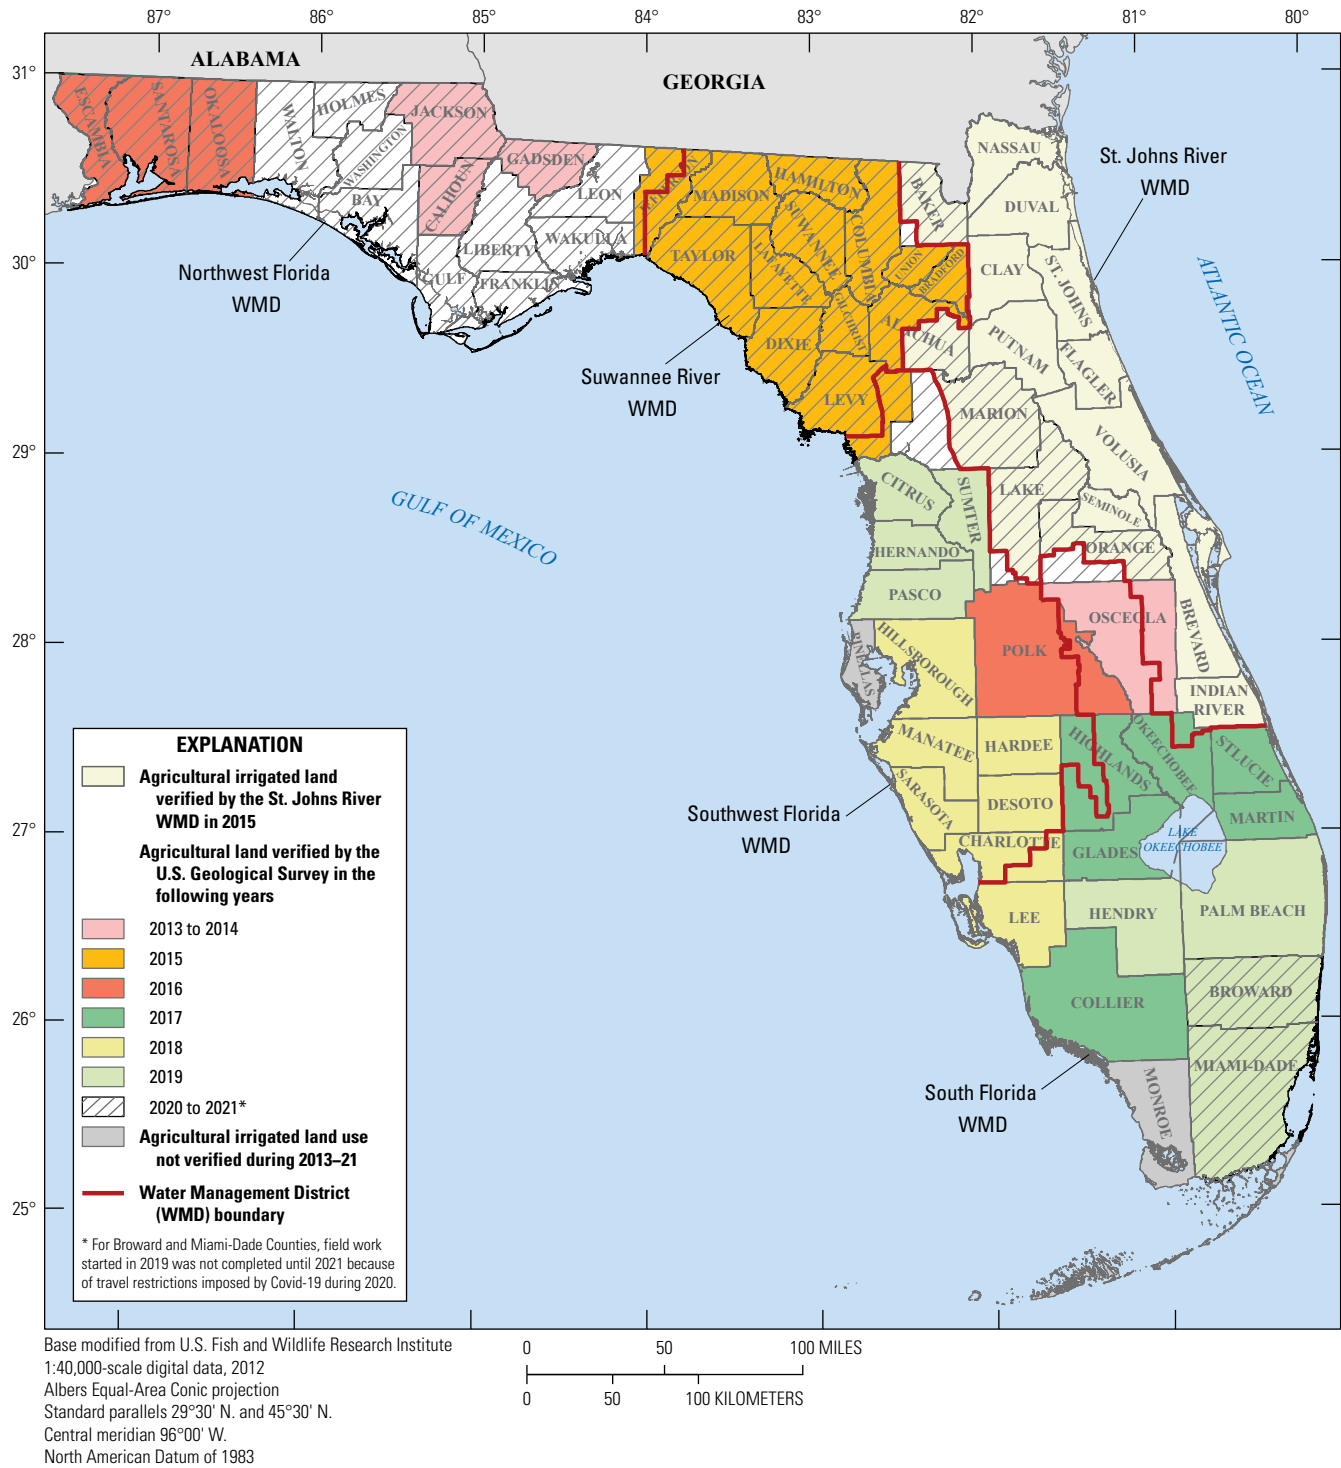 87°
86°
85°
84°
83°
82°
81°
80°
31°
30°
29°
28°
27°
26°
25°
ALABAMA
GEORGIA
ESCAMBIA
SANTAROSA
OKALOOSA
WALTON
HOLMES
WASHINGTON
BAY
JACKSON
CALHOUN
GULF
GADSDEN
LIBERTY
FRANKLIN
LEON
WAKULLA
JEFFERSON
MADISON
TAYLOR
HAMILTON
SUWANNEE
LAFAYETTE
DIXIE
COLUMBIA
GILCHRIST
LEVY
BAKER
UNION
BRADFORD
ALACHUA
NASSAU
DUVAL
CLAY
ST. JOHNS
PUTNAM
FLAGLER
MARION
VOLUSIA
LAKE
SEMINOLE
ORANGE
CITRUS
SUMTER
HERNANDO
PASCO
PINELLAS
HILLSBOROUGH
POLK
OSCEOLA
BREVARD
INDIAN
RIVER
MANATEE
HARDEE
HIGHLANDS
OKEECHOBEE
ST LUCIE
SARASOTA
DESOTO
MARTIN
CHARLOTTE
GLADES
LAKE
OKEECHOBEE
LEE
HENDRY
PALM BEACH
COLLIER
BROWARD
MIAMI-DADE
MONROE
St. Johns River
WMD
Northwest Florida
WMD
Suwannee River
WMD
Southwest Florida
WMD
South Florida
WMD
ATLANTIC OCEAN
GULF OF MEXICO
EXPLANATION
Agricultural irrigated land
verified by the St. Johns River
WMD in 2015
Agricultural land verified by the
U.S. Geological Survey in the
following years
2013 to 2014
2015
2016
2017
2018
2019
2020 to 2021*
Agricultural irrigated land use
not verified during 2013–21
Water Management District
(WMD) boundary
* For Broward and Miami-Dade Counties, field work
started in 2019 was not completed until 2021 because
of travel restrictions imposed by Covid-19 during 2020.
Base modified from U.S. Fish and Wildlife Research Institute
1:40,000-scale digital data, 2012
Albers Equal-Area Conic projection
Standard parallels 29°30' N. and 45°30' N.
Central meridian 96°00' W.
North American Datum of 1983
0 50 100 MILES
0 50 100 KILOMETERS